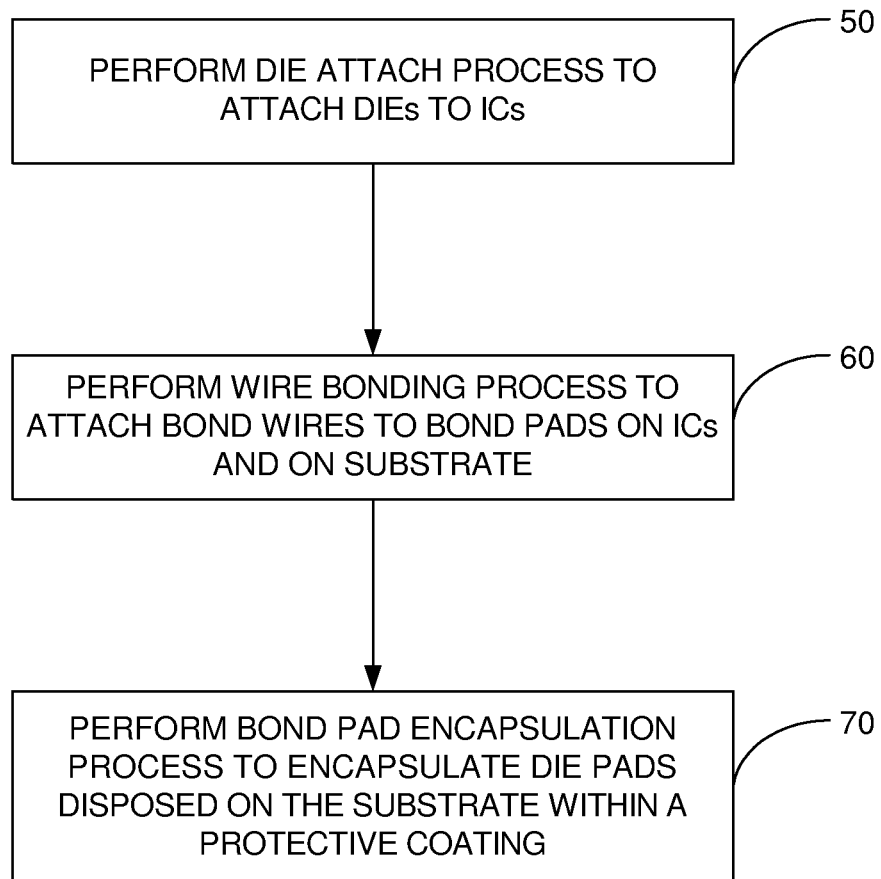 50
PERFORM DIE ATTACH PROCESS TO
ATTACH DIEs TO ICs
60
PERFORM WIRE BONDING PROCESS TO
ATTACH BOND WIRES TO BOND PADS ON ICs
AND ON SUBSTRATE
70
PERFORM BOND PAD ENCAPSULATION
PROCESS TO ENCAPSULATE DIE PADS
DISPOSED ON THE SUBSTRATE WITHIN A
PROTECTIVE COATING